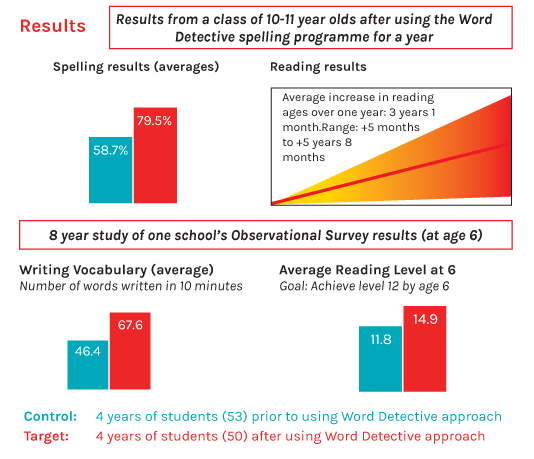 Results
Results from a class of 10-11 year olds after using the Word
Detective spelling programme for a year
Spelling results (averages)
58.7%
79.5%
Reading results
Average increase in reading
ages over one year: 3 years 1
month.Range: +5 months
to +5 years 8
months
8 year study of one school's Observational Survey results (at age 6)
Writing Vocabulary (average)
Number of words written in 10 minutes
46.4
67.6
Average Reading Level at 6
Goal: Achieve level 12 by age 6
11.8
14.9
Control: 4 years of students (53) prior to using Word Detective approach
Target: 4 years of students (50) after using Word Detective approach